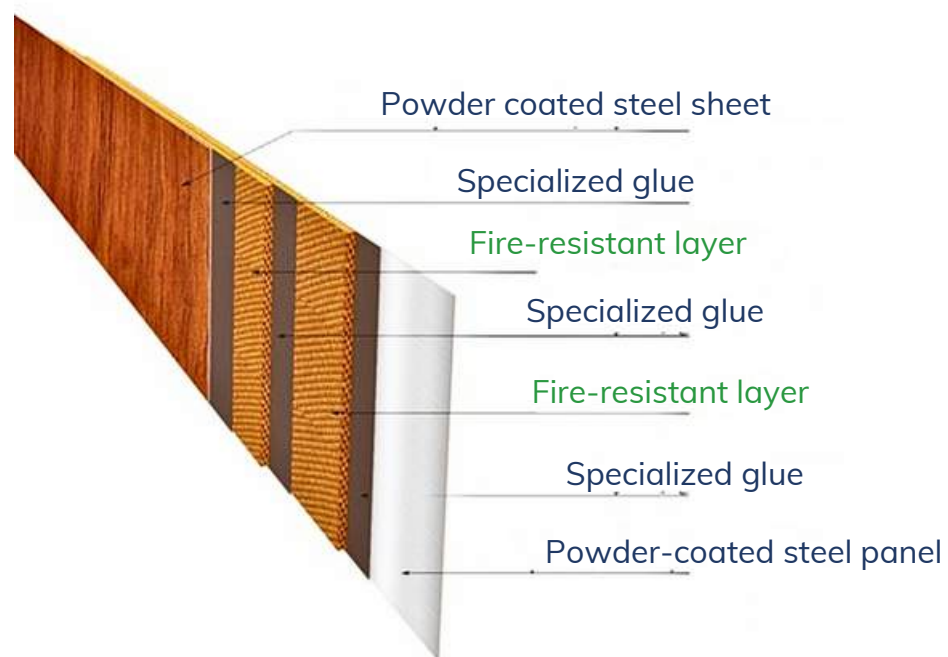 Powder coated steel sheet
Specialized glue
Fire-resistant layer
Specialized glue
Fire-resistant layer
Specialized glue
Powder-coated steel panel